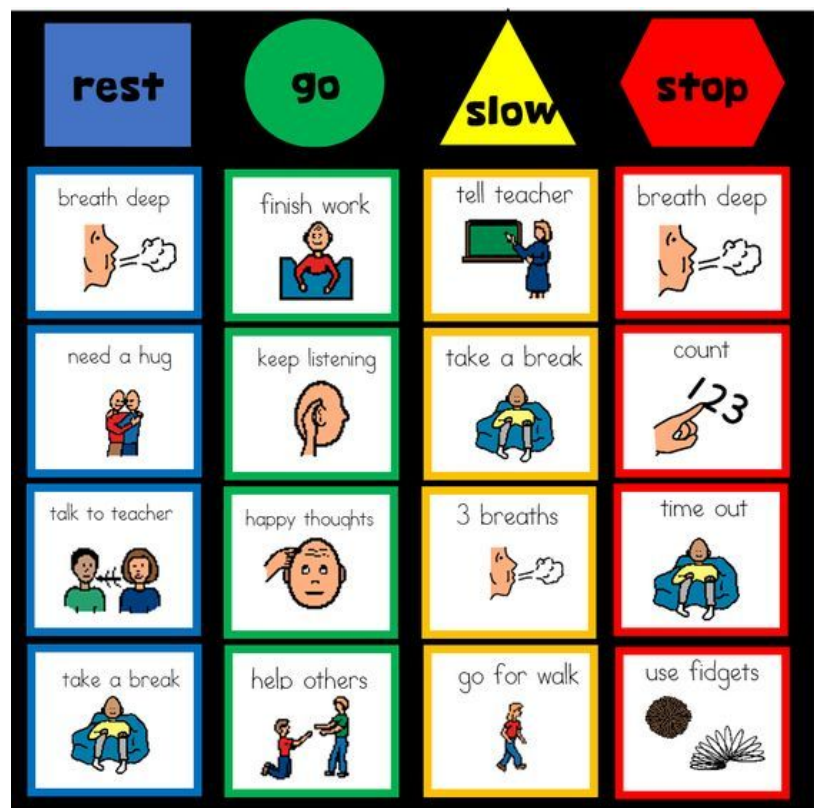 rest
go
slow
stop
breath deep
finish work
tell teacher
breath deep
need a hug
keep listening
take a break
count
123
talk to teacher
happy thoughts
3 breaths
time out
take a break
help others
go for walk
use fidgets